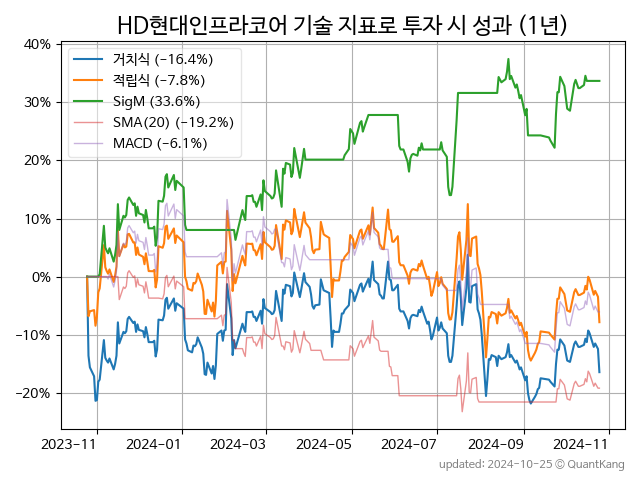 HD현대인프라코어 기술 지표로 투자 시 성과 (1년)
40%
30%
20%
10%
0%
−10%
−20%
거치식 (−16.4%)
적립식 (−7.8%)
SigM (33.6%)
SMA(20) (−19.2%)
MACD (−6.1%)
2023−11 2024−01 2024−03 2024−05 2024−07 2024−09 2024−11
updated: 2024−10−25 ⓒ QuantKang